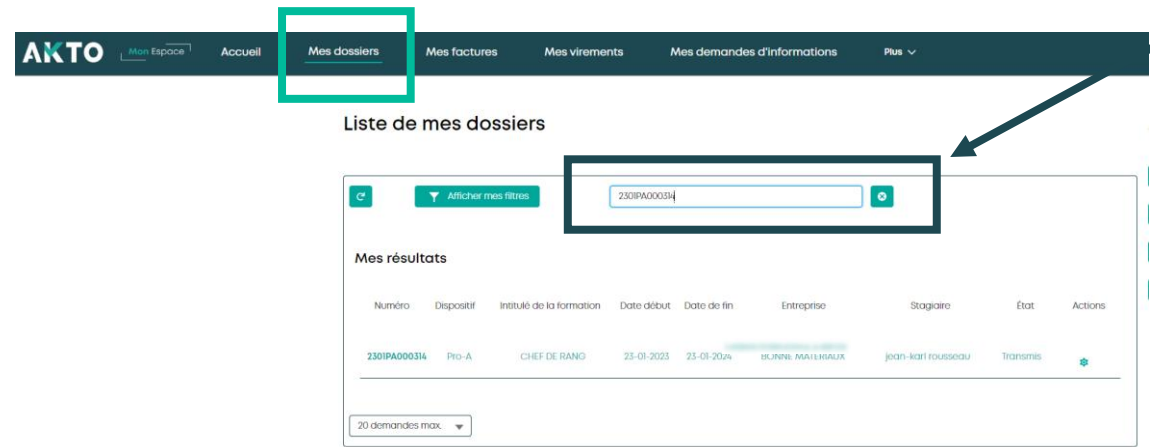 AKTO Mon Espace Accueil Mes dossiers Mes factures Mes virements Mes demandes d'informations Plus
Liste de mes dossiers
Afficher mes filtres 2301PA000314
Mes résultats
Numéro Dispositif Intitulé de la formation Date début Date de fin Entreprise Stagiaire État Actions
2301PA000314 Pro-A CHEF DE RANG 23-01-2023 23-01-2024 BONNE MATERIAUX jean-karl rousseau Transmis
20 demandes max.